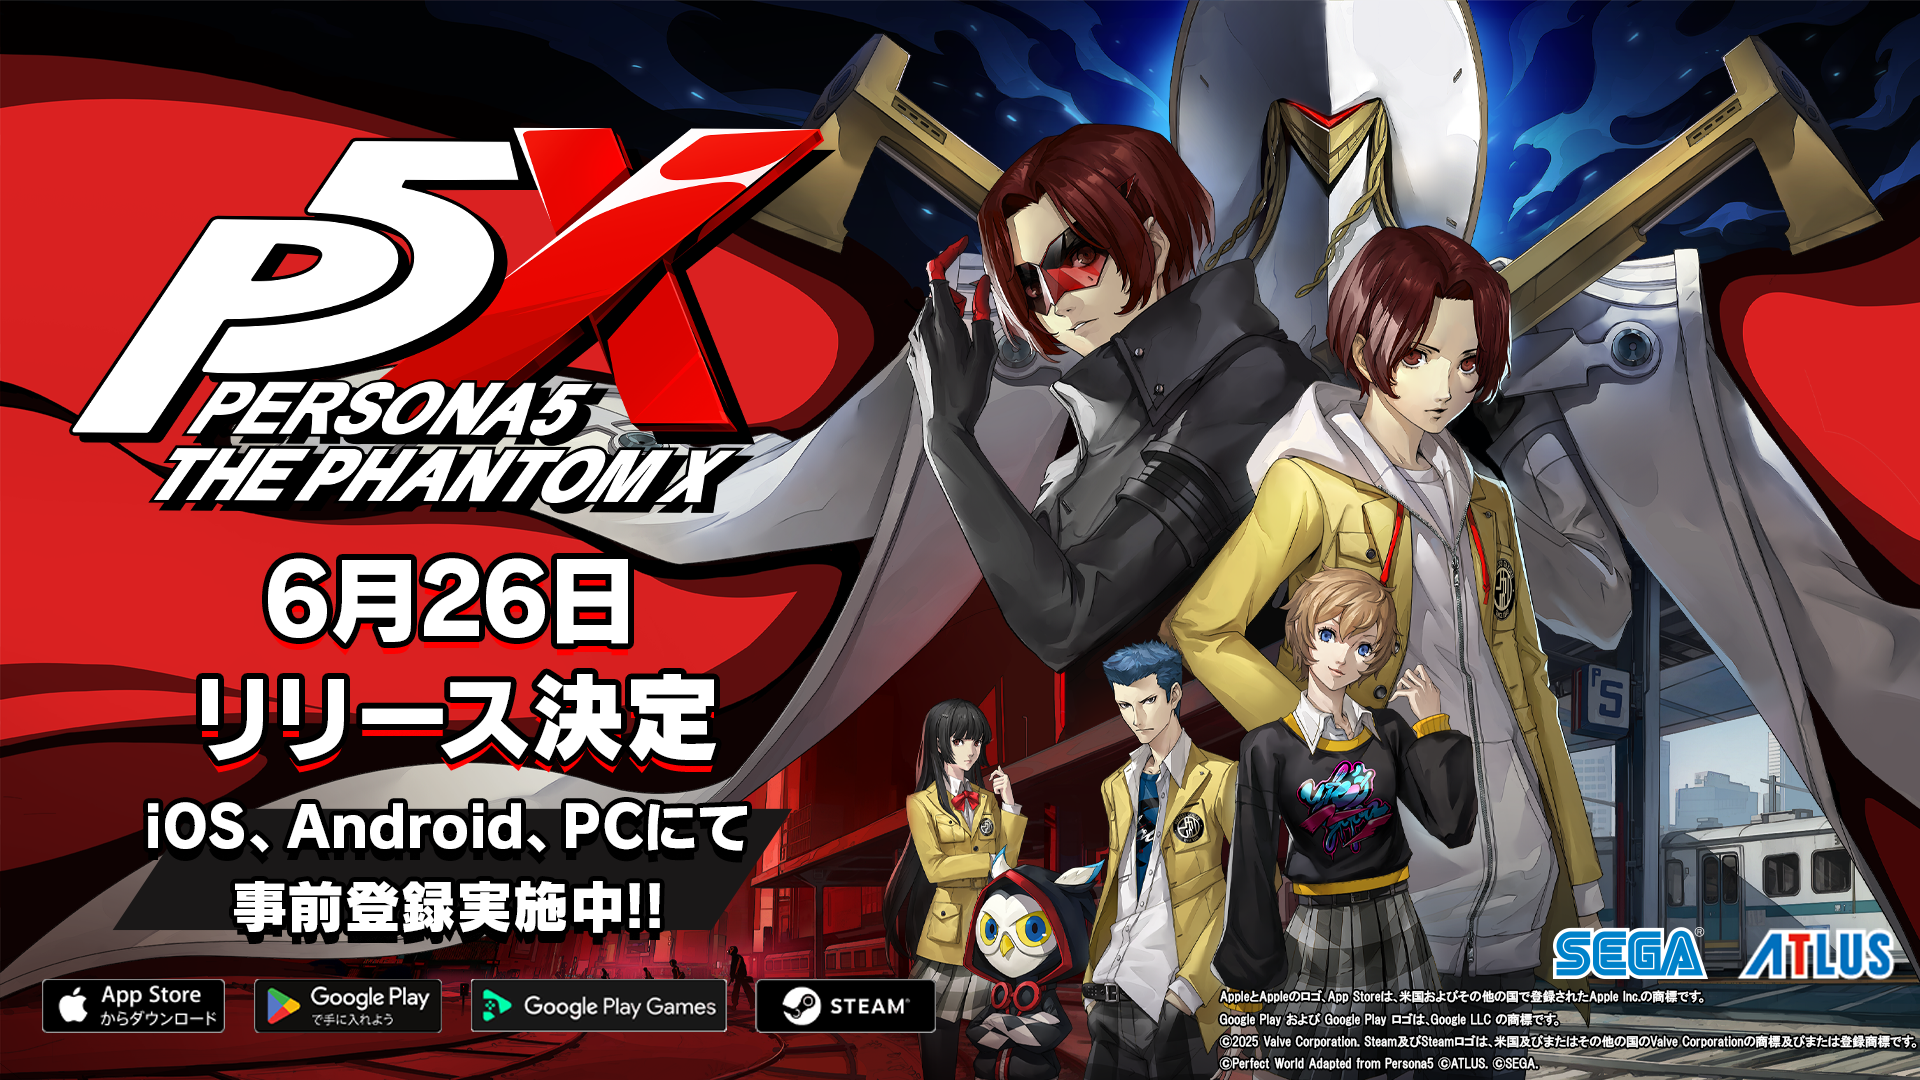 P5X
PERSONA5
THE PHANTOM X
6月26日
リリース決定
iOS、Android、PCにて
事前登録実施中!!
App Store
からダウンロード
Google Play
で手に入れよう
Google Play Games
STEAM®
5
SEGA®
ATLUS
AppleとAppleのロゴ、App Storeは、米国およびその他の国で登録されたApple Inc.の商標です。
Google Play および Google Play ロゴは、Google LLC の商標です。
©2025 Valve Corporation. Steam及びSteamロゴは、米国及びまたはその他の国のValve Corporationの商標及びまたは登録商標です。
©Perfect World Adapted from Persona5 ©ATLUS. ©SEGA.